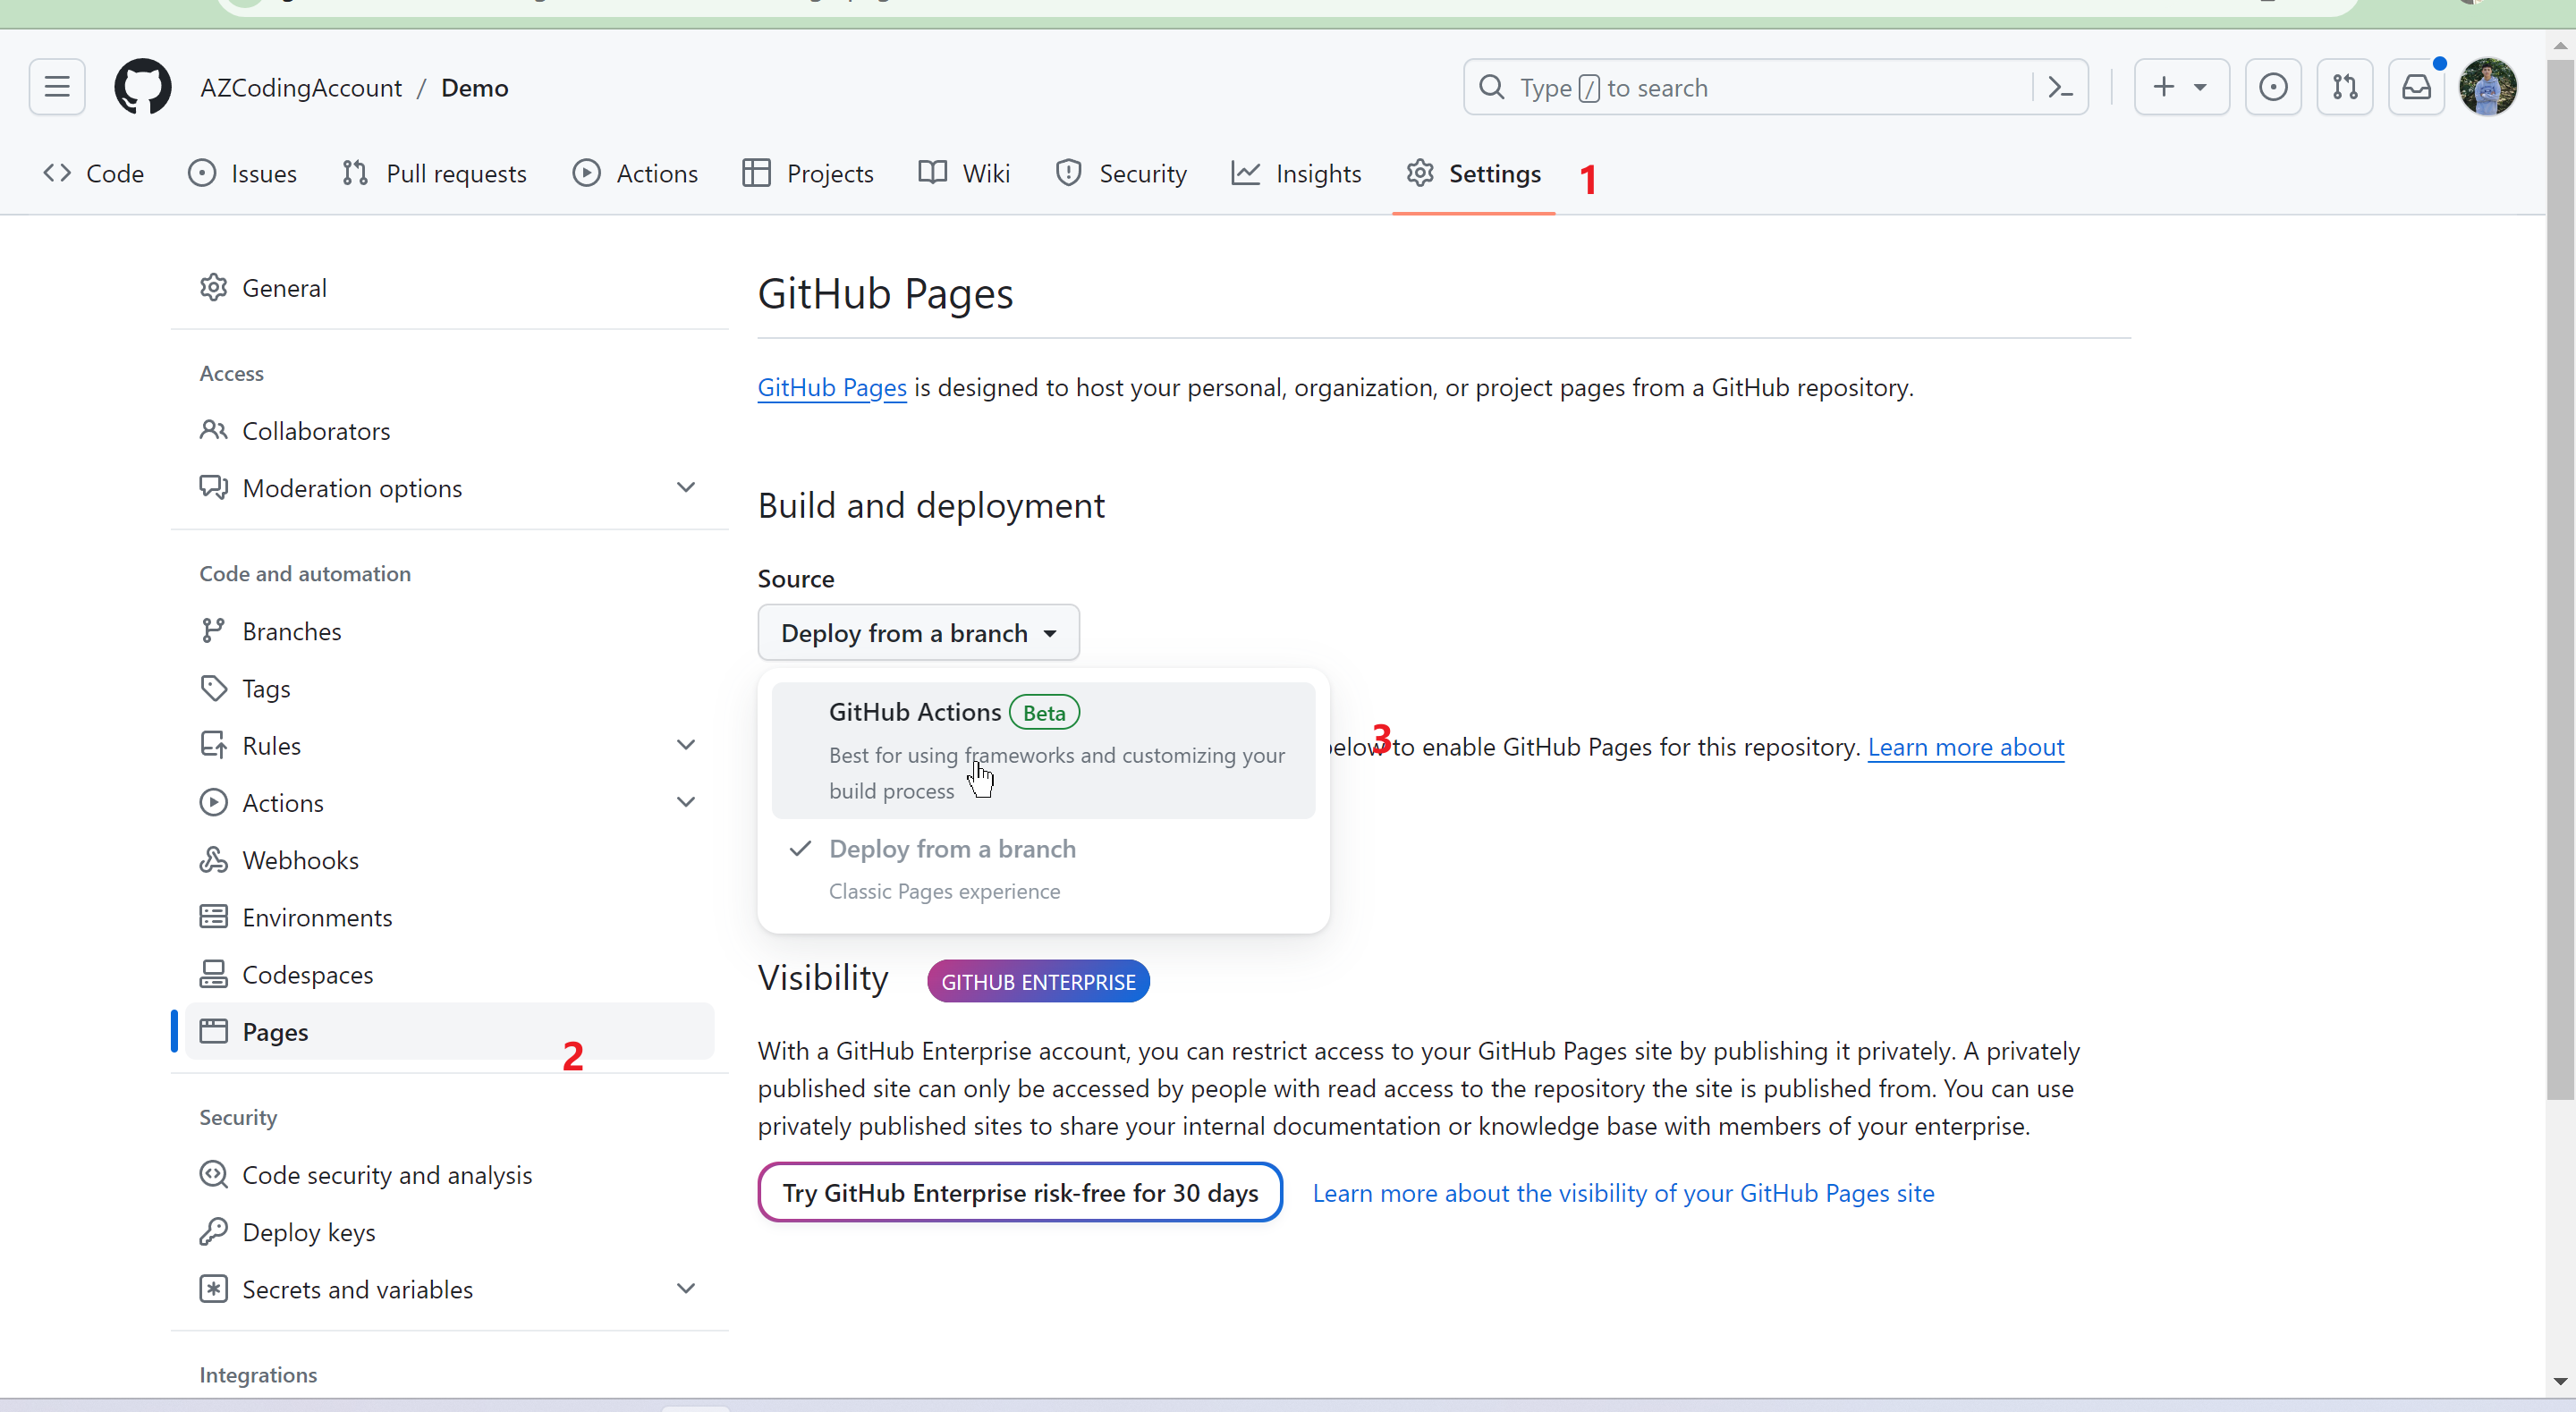 AZCodingAccount / Demo
Type / to search
Code Issues Pull requests Actions Projects Wiki Security Insights Settings 1
General
Access
Collaborators
Moderation options
Code and automation
Branches
Tags
Rules
Actions
Webhooks
Environments
Codespaces
Pages
2
Security
Code security and analysis
Deploy keys
Secrets and variables
Integrations
GitHub Pages
GitHub Pages is designed to host your personal, organization, or project pages from a GitHub repository.
Build and deployment
Source
Deploy from a branch
GitHub Actions Beta
Best for using frameworks and customizing your
build process
Deploy from a branch
Classic Pages experience
3
to enable GitHub Pages for this repository. Learn more about
Visibility GITHUB ENTERPRISE
With a GitHub Enterprise account, you can restrict access to your GitHub Pages site by publishing it privately. A privately
published site can only be accessed by people with read access to the repository the site is published from. You can use
privately published sites to share your internal documentation or knowledge base with members of your enterprise.
Try GitHub Enterprise risk-free for 30 days Learn more about the visibility of your GitHub Pages site